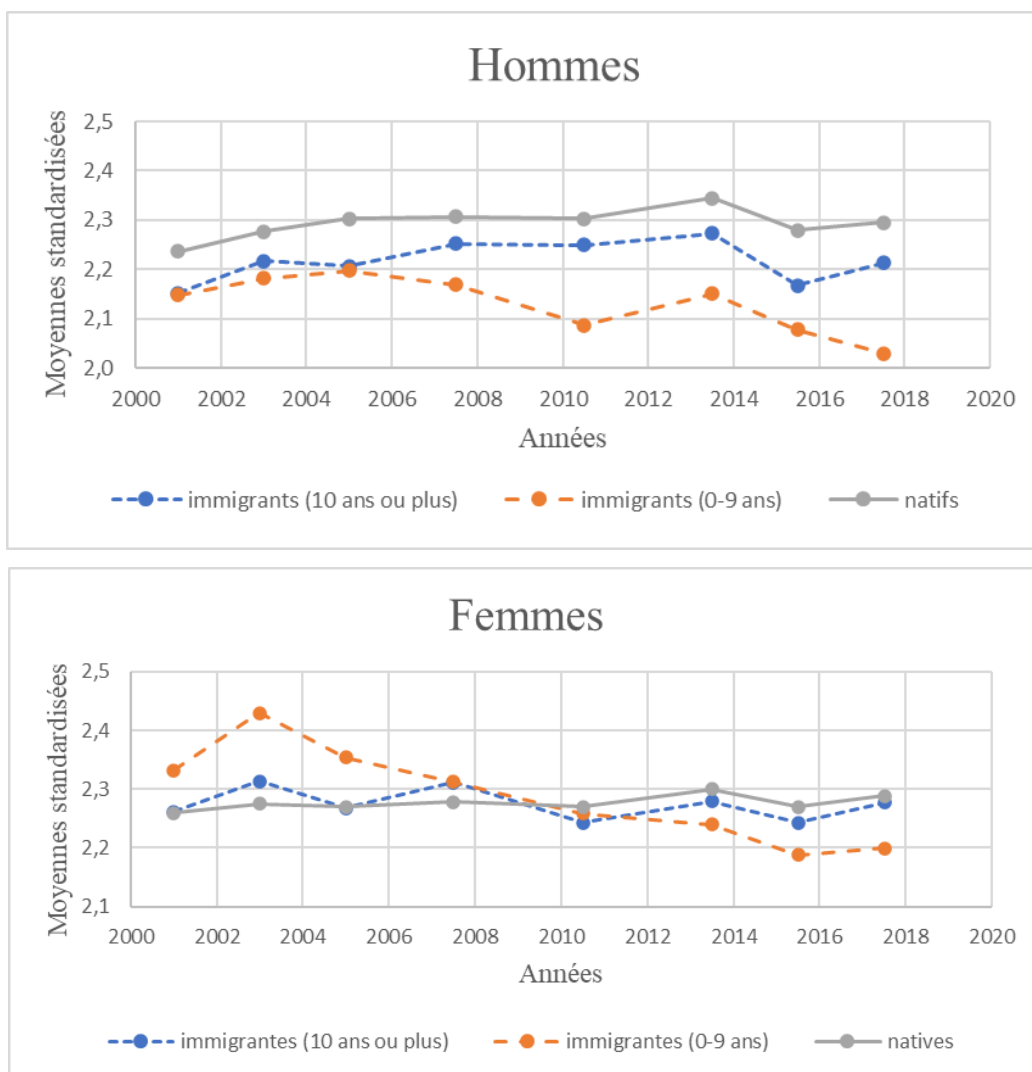 Hommes
Moyennes standardisées
2,5
2,4
2,3
2,2
2,1
2,0
2000 2002 2004 2006 2008 2010 2012 2014 2016 2018 2020
Années
immigrants (10 ans ou plus) immigrants (0-9 ans) natifs
Femmes
Moyennes standardisées
2,5
2,4
2,3
2,2
2,1
2000 2002 2004 2006 2008 2010 2012 2014 2016 2018 2020
Années
immigrantes (10 ans ou plus) immigrantes (0-9 ans) natives